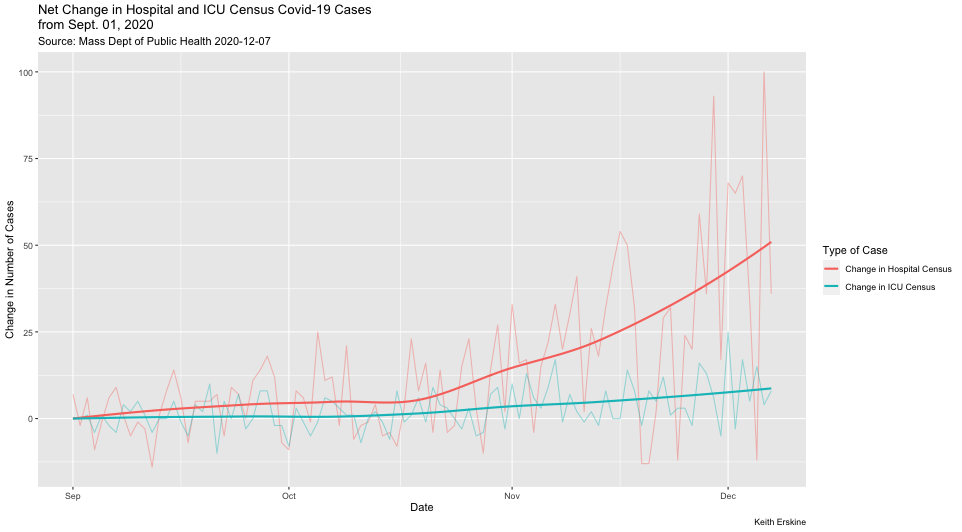 Net Change in Hospital and ICU Census Covid-19 Cases
from Sept. 01, 2020
Source: Mass Dept of Public Health 2020-12-07
Change in Number of Cases
100
75
50
25
0
Sep
Oct
Nov
Dec
Date
Type of Case
Change in Hospital Census
Change in ICU Census
Keith Erskine